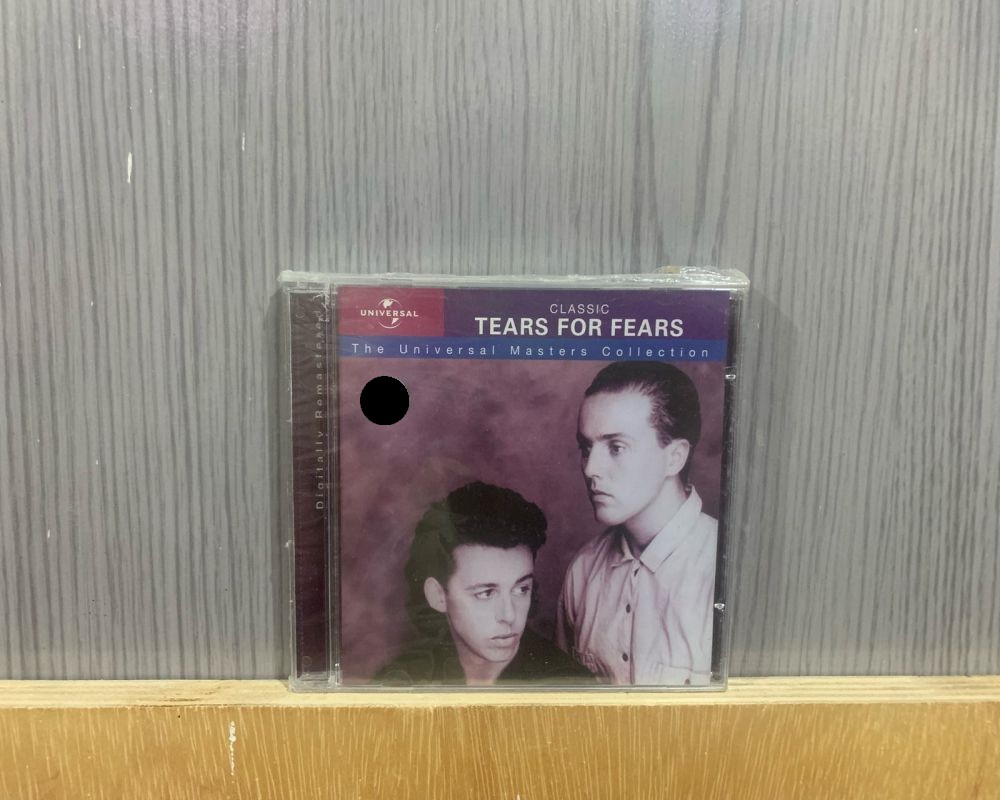 UNIVERSAL
CLASSIC
TEARS FOR FEARS
The Universal Masters Collection
Digitally Remastered